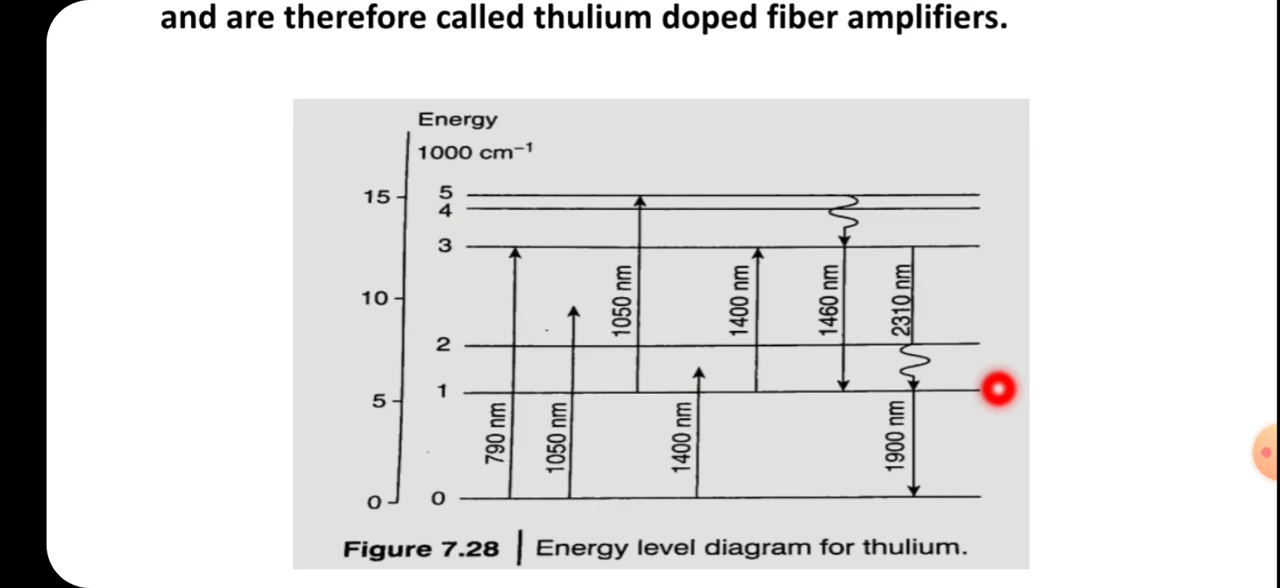 and are therefore called thulium doped fiber amplifiers.
Energy
1000 cm⁻¹
15
5
4
3
10
2
5
1
0
0
790 nm
1050 nm
1050 nm
1400 nm
1400 nm
1460 nm
2310 nm
1900 nm
Figure 7.28 | Energy level diagram for thulium.